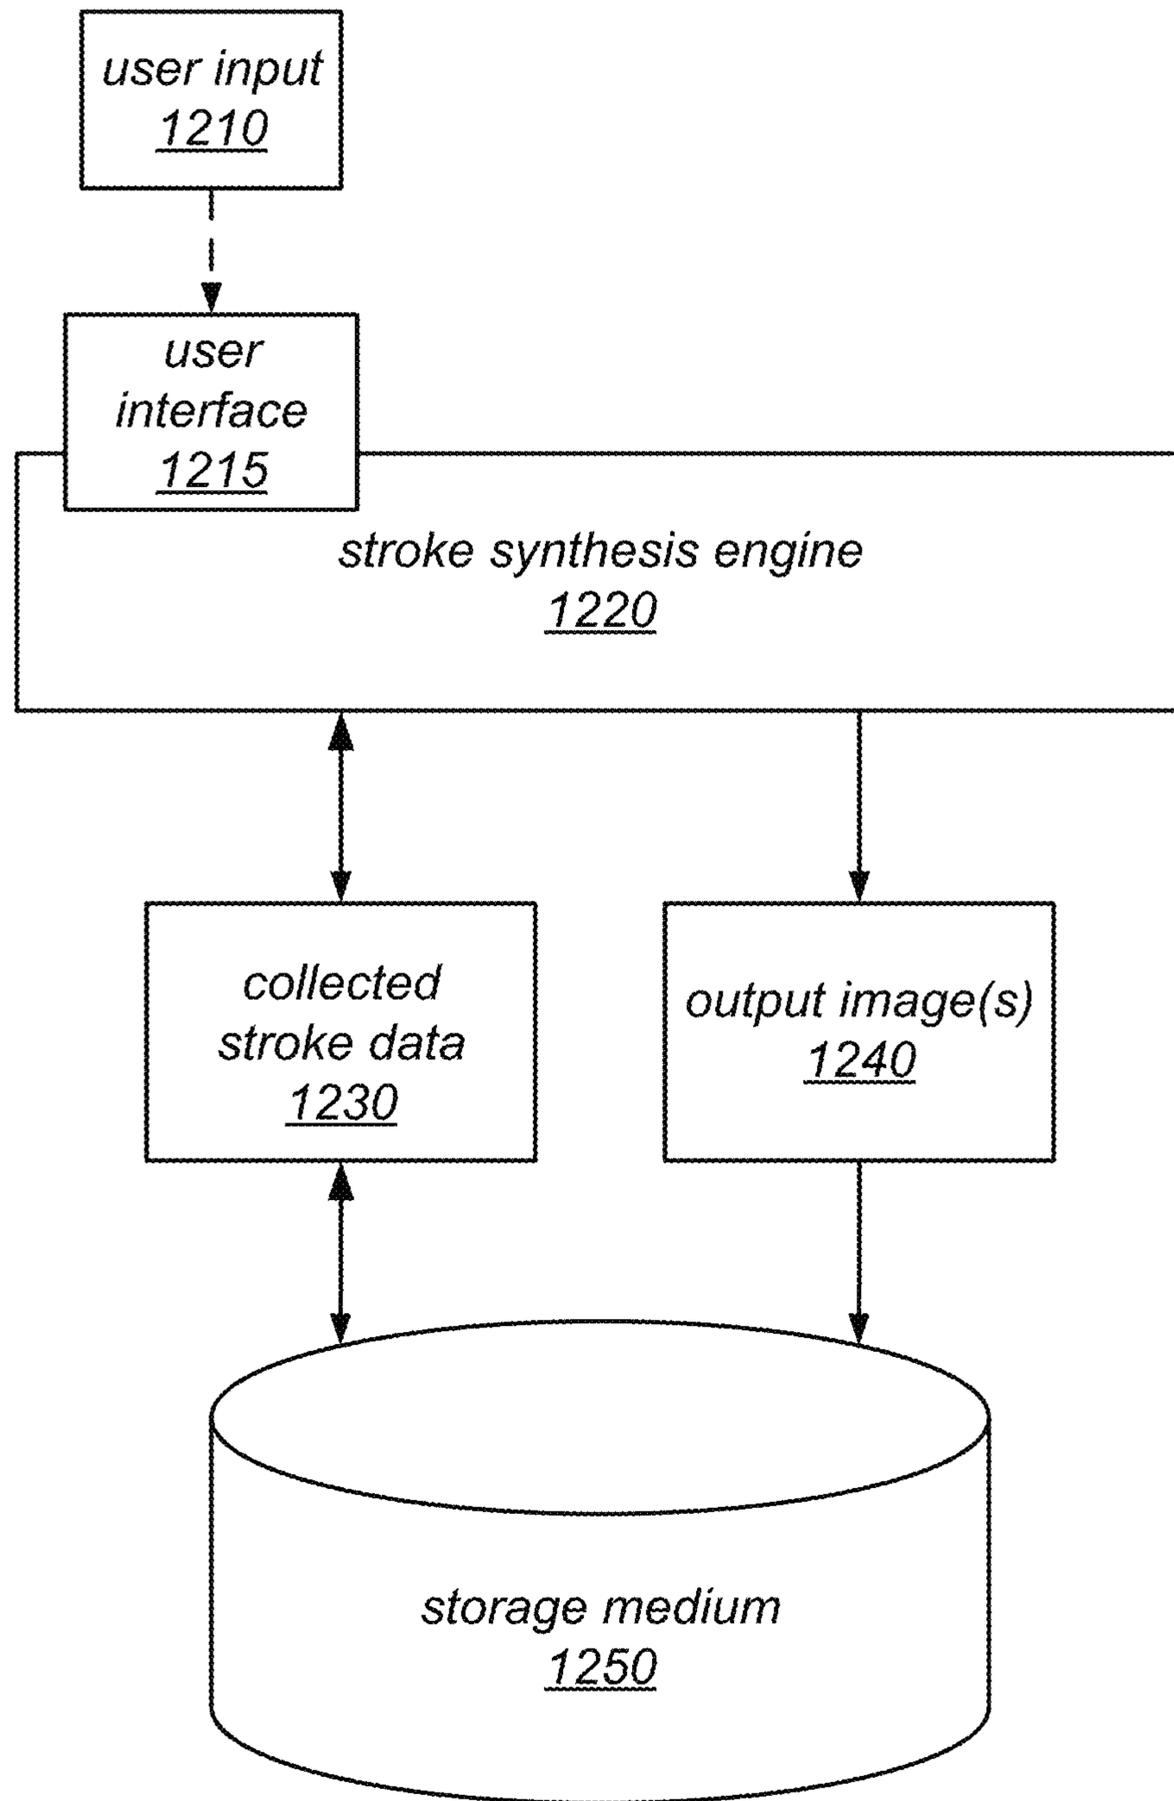 user input
1210
user
interface
1215
stroke synthesis engine
1220
collected
stroke data
1230
output image(s)
1240
storage medium
1250